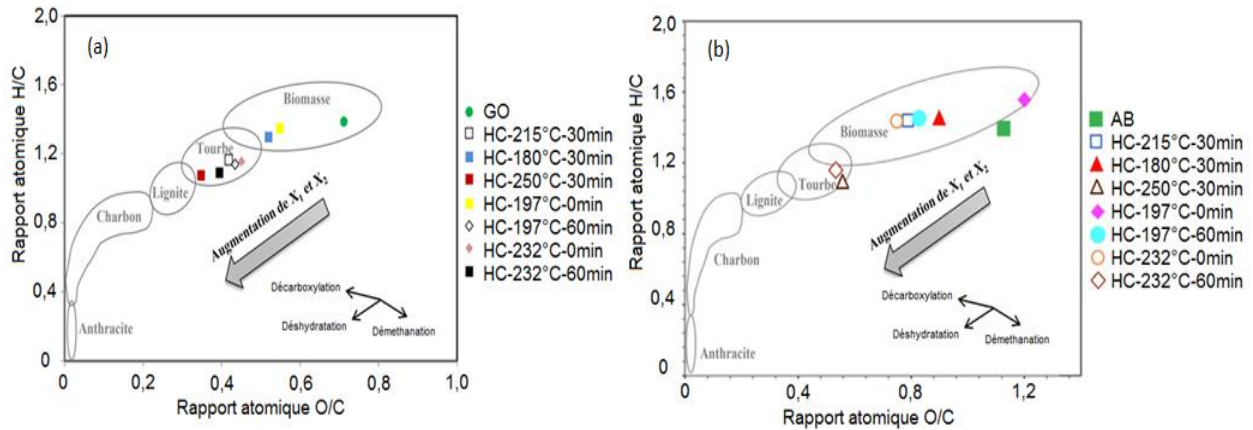 (a)
2,0
1,6
1,2
0,8
0,4
0
Rapport atomique H/C
Biomasse
Tourbe
Lignite
Charbon
Anthracite
Augmentation de X1 et X2
Décarboxylation
Déshydratation
Démethanation
0
0,2
0,4
0,6
0,8
1,0
Rapport atomique O/C
GO
HC-215°C-30min
HC-180°C-30min
HC-250°C-30min
HC-197°C-0min
HC-197°C-60min
HC-232°C-0min
HC-232°C-60min
(b)
2,0
1,6
1,2
0,8
0,4
0
Rapport atomique H/C
Biomasse
Tourbe
Lignite
Charbon
Anthracite
Augmentation de X1 et X2
Décarboxylation
Déshydratation
Démethanation
0
0,4
0,8
1,2
Rapport atomique O/C
AB
HC-215°C-30min
HC-180°C-30min
HC-250°C-30min
HC-197°C-0min
HC-197°C-60min
HC-232°C-0min
HC-232°C-60min